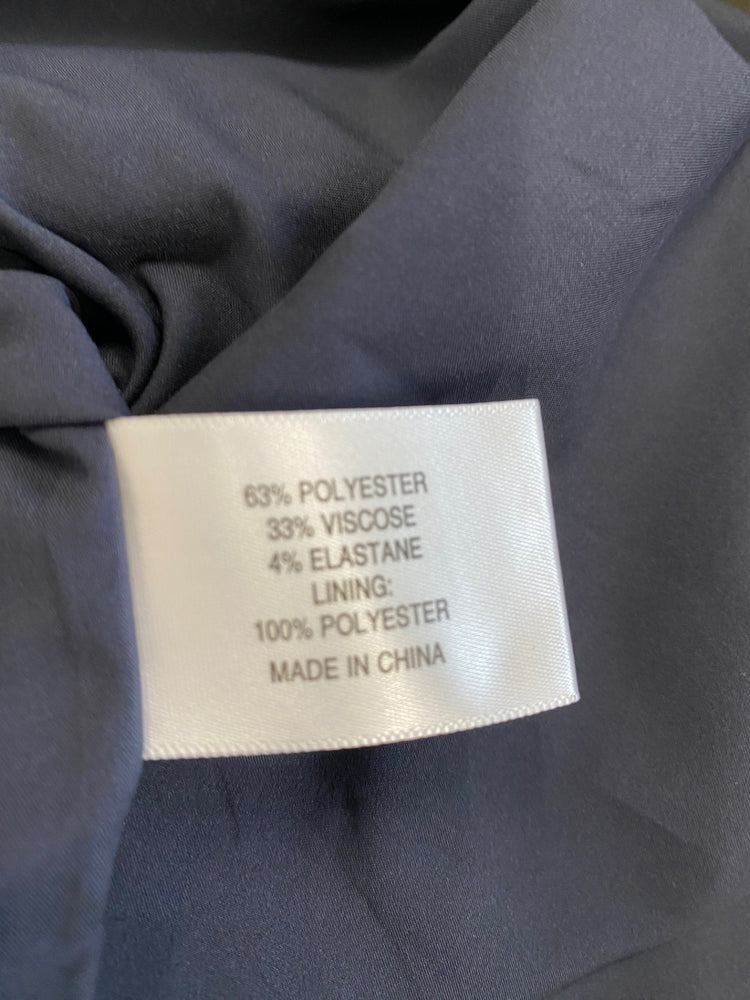 63% POLYESTER
33% VISCOSE
4% ELASTANE
LINING:
100% POLYESTER
MADE IN CHINA